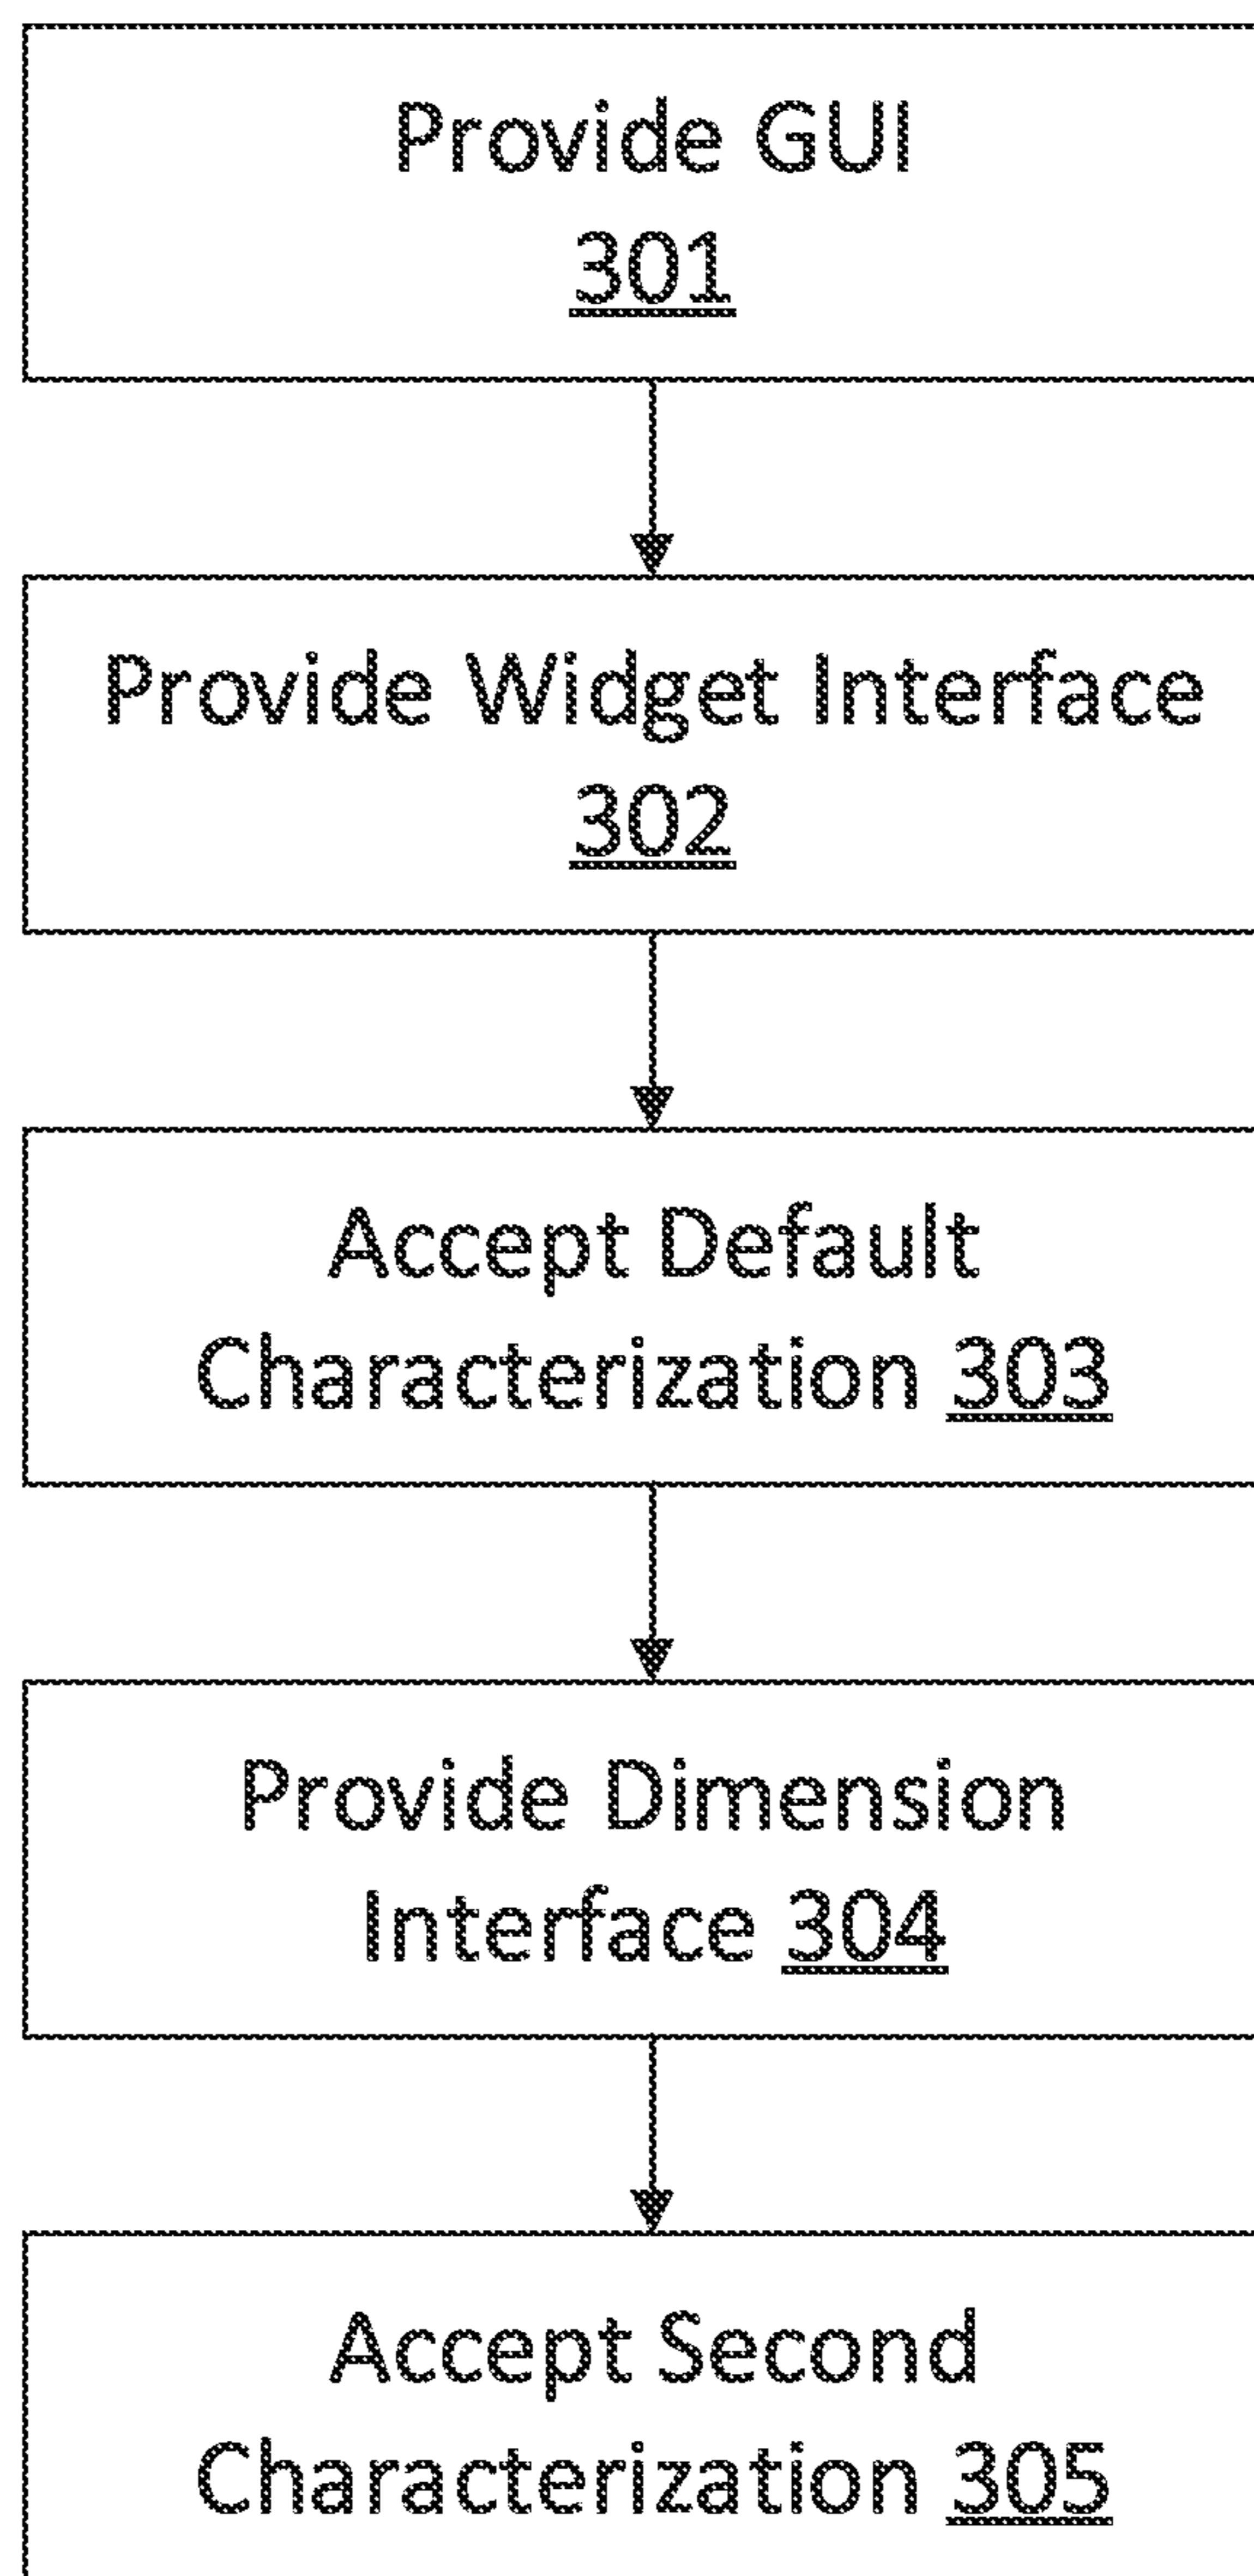 Provide GUI
301
Provide Widget Interface
302
Accept Default
Characterization 303
Provide Dimension
Interface 304
Accept Second
Characterization 305